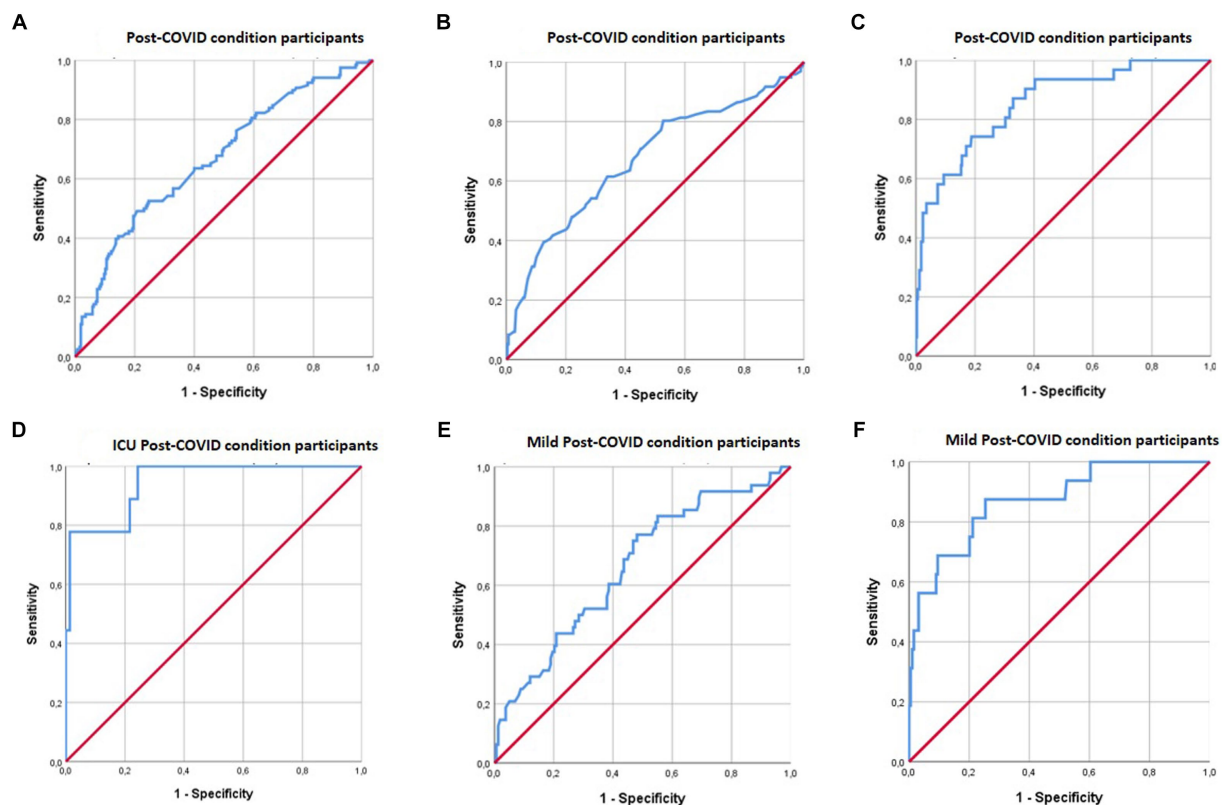 A
Post-COVID condition participants
1,0
0,8
0,6
0,4
0,2
0,0
0,0 0,2 0,4 0,6 0,8 1,0
Sensitivity
1 - Specificity
B
Post-COVID condition participants
1,0
0,8
0,6
0,4
0,2
0,0
0,0 0,2 0,4 0,6 0,8 1,0
Sensitivity
1 - Specificity
C
Post-COVID condition participants
1,0
0,8
0,6
0,4
0,2
0,0
0,0 0,2 0,4 0,6 0,8 1,0
Sensitivity
1 - Specificity
D
ICU Post-COVID condition participants
1,0
0,8
0,6
0,4
0,2
0,0
0,0 0,2 0,4 0,6 0,8 1,0
Sensitivity
1 - Specificity
E
Mild Post-COVID condition participants
1,0
0,8
0,6
0,4
0,2
0,0
0,0 0,2 0,4 0,6 0,8 1,0
Sensitivity
1 - Specificity
F
Mild Post-COVID condition participants
1,0
0,8
0,6
0,4
0,2
0,0
0,0 0,2 0,4 0,6 0,8 1,0
Sensitivity
1 - Specificity